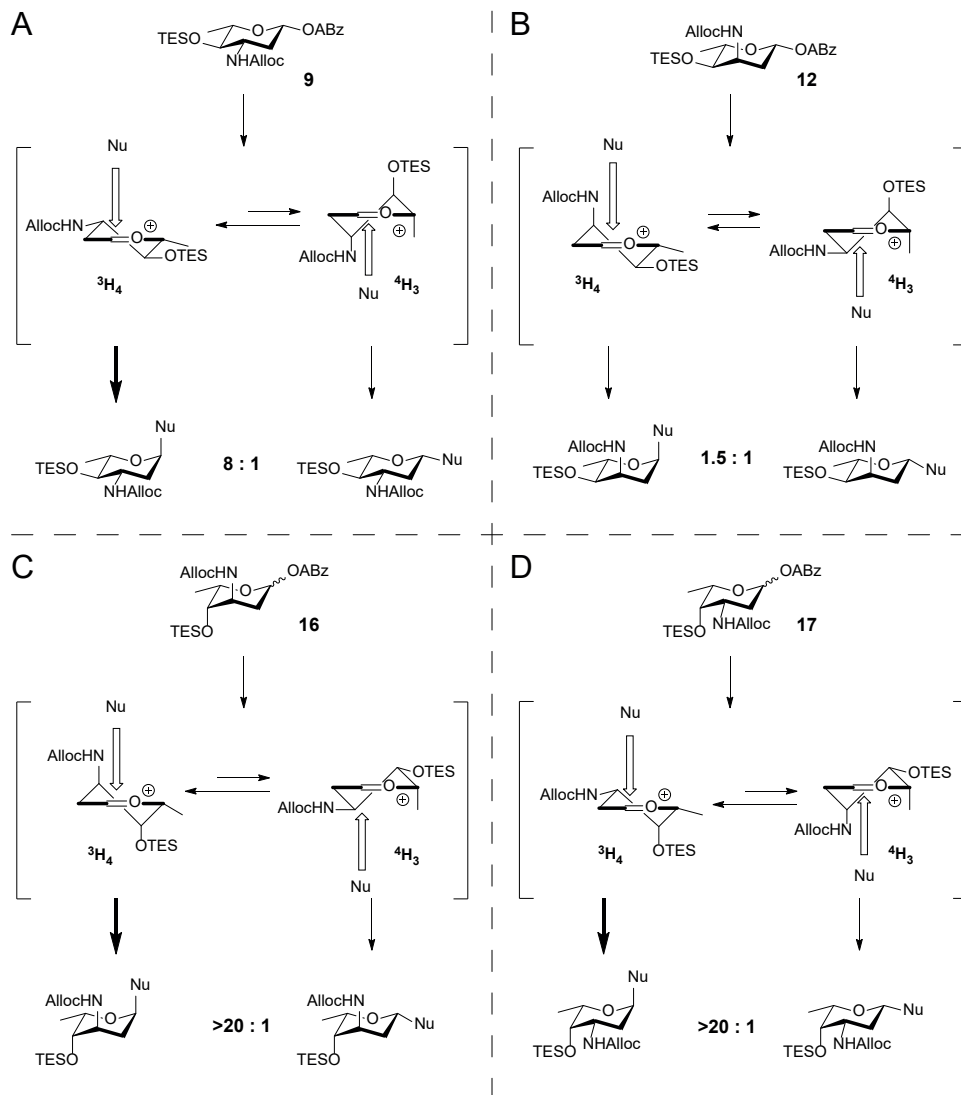 A
TESO
O
OABz
NHAlloc
9
Nu
AllocHN
O
⊕
OTES
³H₄
OTES
O
⊕
AllocHN
⁴H₃
Nu
Nu
TESO
O
NHAlloc
8 : 1
TESO
O
Nu
NHAlloc
B
AllocHN
TESO
O
OABz
12
Nu
AllocHN
O
⊕
OTES
³H₄
OTES
O
⊕
AllocHN
⁴H₃
Nu
Nu
AllocHN
O
TESO
1.5 : 1
AllocHN
O
TESO
Nu
C
AllocHN
OABz
O
TESO
16
Nu
AllocHN
O
⊕
OTES
³H₄
OTES
O
⊕
AllocHN
⁴H₃
Nu
Nu
AllocHN
O
TESO
>20 : 1
AllocHN
O
Nu
TESO
D
OABz
O
NHAlloc
TESO
17
Nu
AllocHN
O
⊕
OTES
³H₄
OTES
O
⊕
AllocHN
⁴H₃
Nu
Nu
O
NHAlloc
TESO
>20 : 1
O
Nu
NHAlloc
TESO